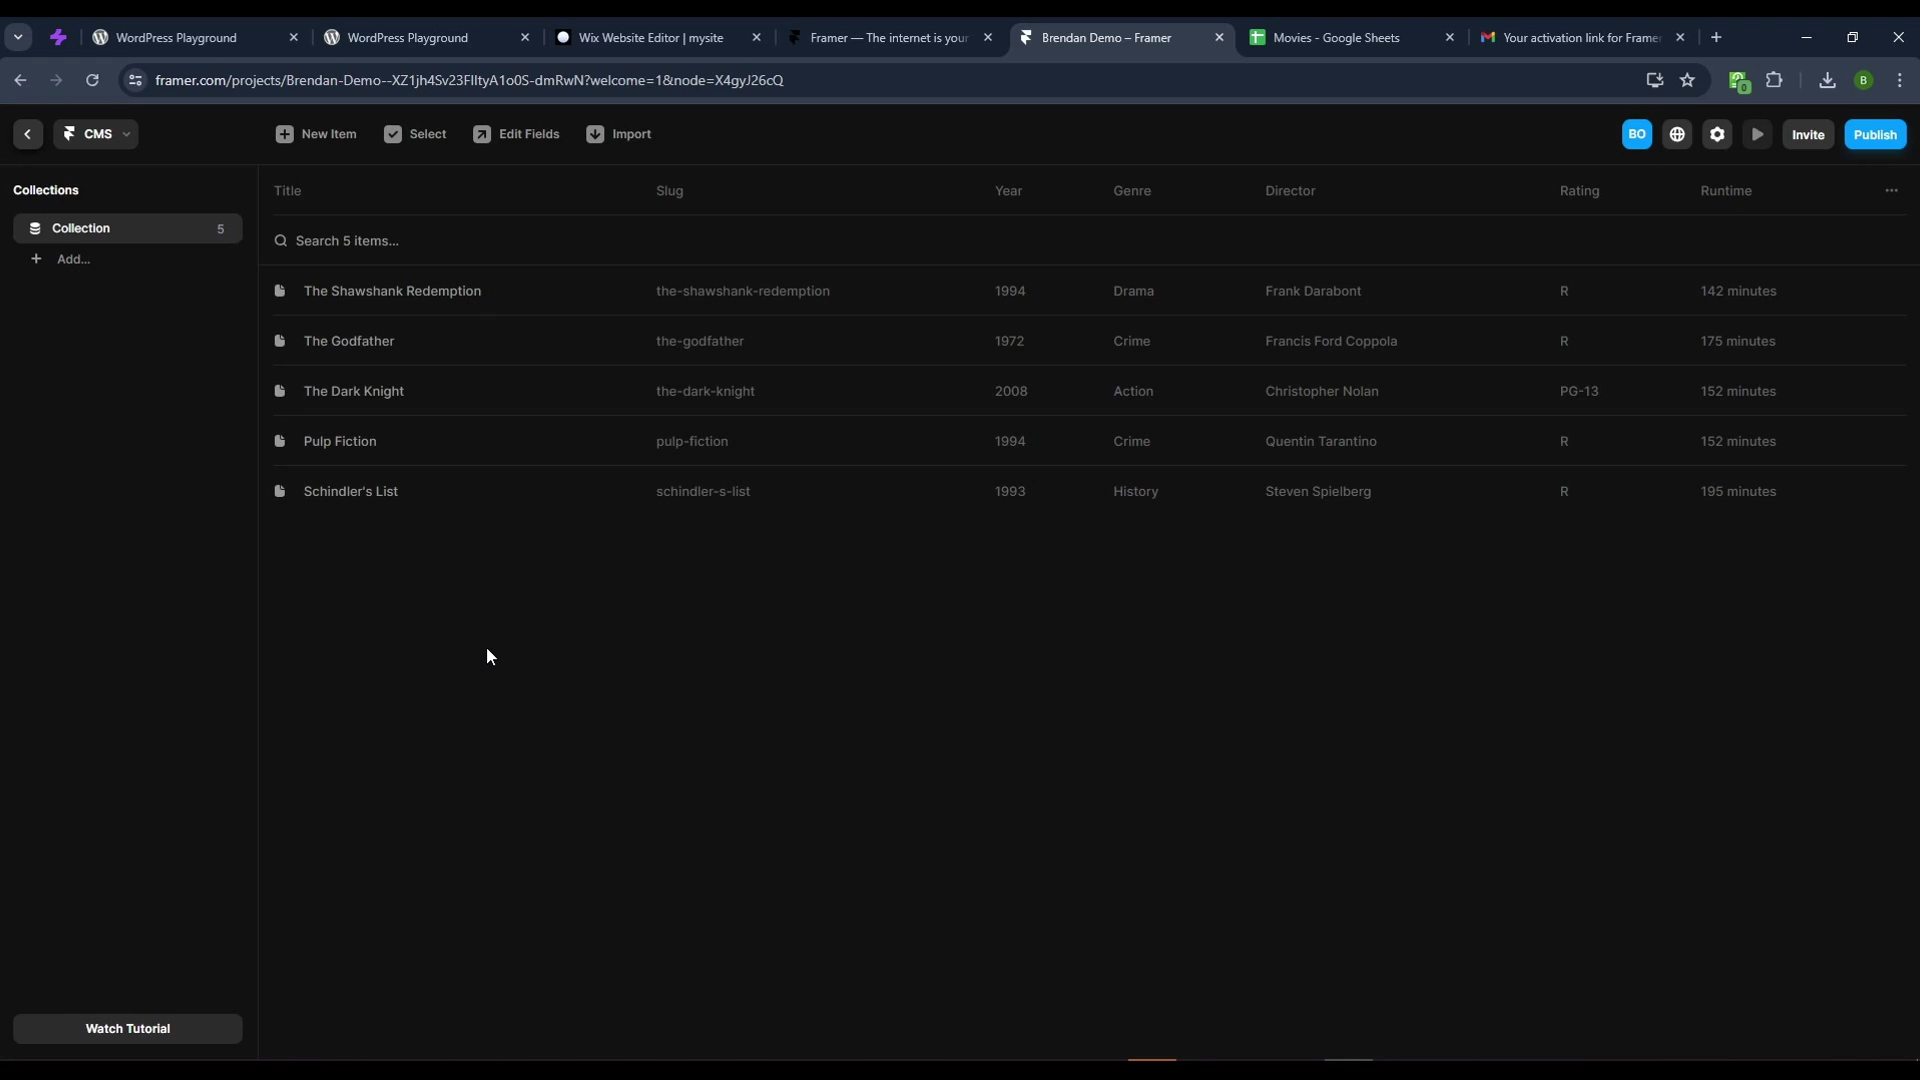 WordPress Playground
WordPress Playground
Wix Website Editor | mysite
Framer — The internet is your
Brendan Demo – Framer
Movies - Google Sheets
Your activation link for Framer
framer.com/projects/Brendan-Demo--XZ1jh4Sv23FIltyA1o0S-dmRwN?welcome=1&node=X4gyJ26cQ
0
B
CMS
New Item
Select
Edit Fields
Import
BO
Invite
Publish
Collections
Collection 5
Add...
Title Slug Year Genre Director Rating Runtime
Search 5 items...
The Shawshank Redemption the-shawshank-redemption 1994 Drama Frank Darabont R 142 minutes
The Godfather the-godfather 1972 Crime Francis Ford Coppola R 175 minutes
The Dark Knight the-dark-knight 2008 Action Christopher Nolan PG-13 152 minutes
Pulp Fiction pulp-fiction 1994 Crime Quentin Tarantino R 152 minutes
Schindler's List schindler-s-list 1993 History Steven Spielberg R 195 minutes
Watch Tutorial